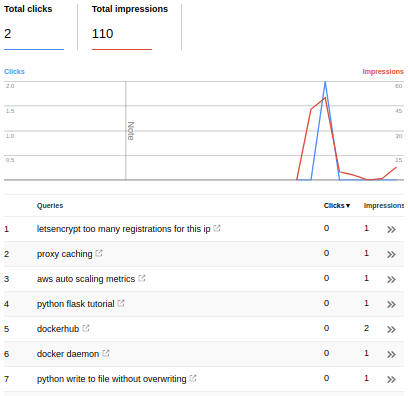 Total clicks Total impressions
2 110
Clicks Impressions
2.0 60
1.5 45
1.0 30
0.5 15
Note
Queries Clicks▼ Impressions
1 letsencrypt too many registrations for this ip 0 1 »
2 proxy caching 0 1 »
3 aws auto scaling metrics 0 1 »
4 python flask tutorial 0 1 »
5 dockerhub 0 2 »
6 docker daemon 0 1 »
7 python write to file without overwriting 0 1 »